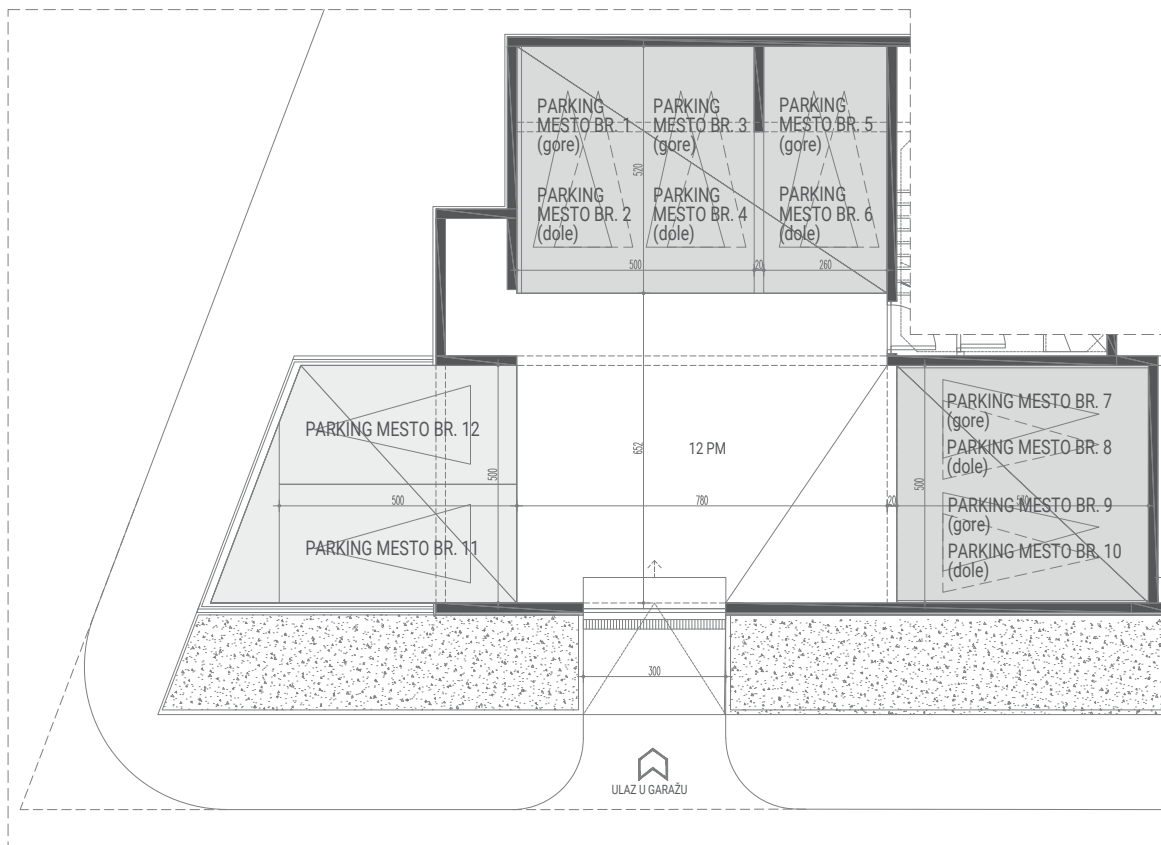 PARKING
MESTO BR. 1
(gore)
PARKING
MESTO BR. 3
(gore)
PARKING
MESTO BR. 5
(gore)
520
PARKING
MESTO BR. 2
(dole)
PARKING
MESTO BR. 4
(dole)
PARKING
MESTO BR. 6
(dole)
500
20
260
PARKING MESTO BR. 7
(gore)
PARKING MESTO BR. 8
(dole)
PARKING MESTO BR. 12
652
12 PM
500
500
500
780
20
PARKING MESTO BR. 9
(gore)
PARKING MESTO BR. 11
PARKING MESTO BR. 10
(dole)
300
ULAZ U GARAŽU